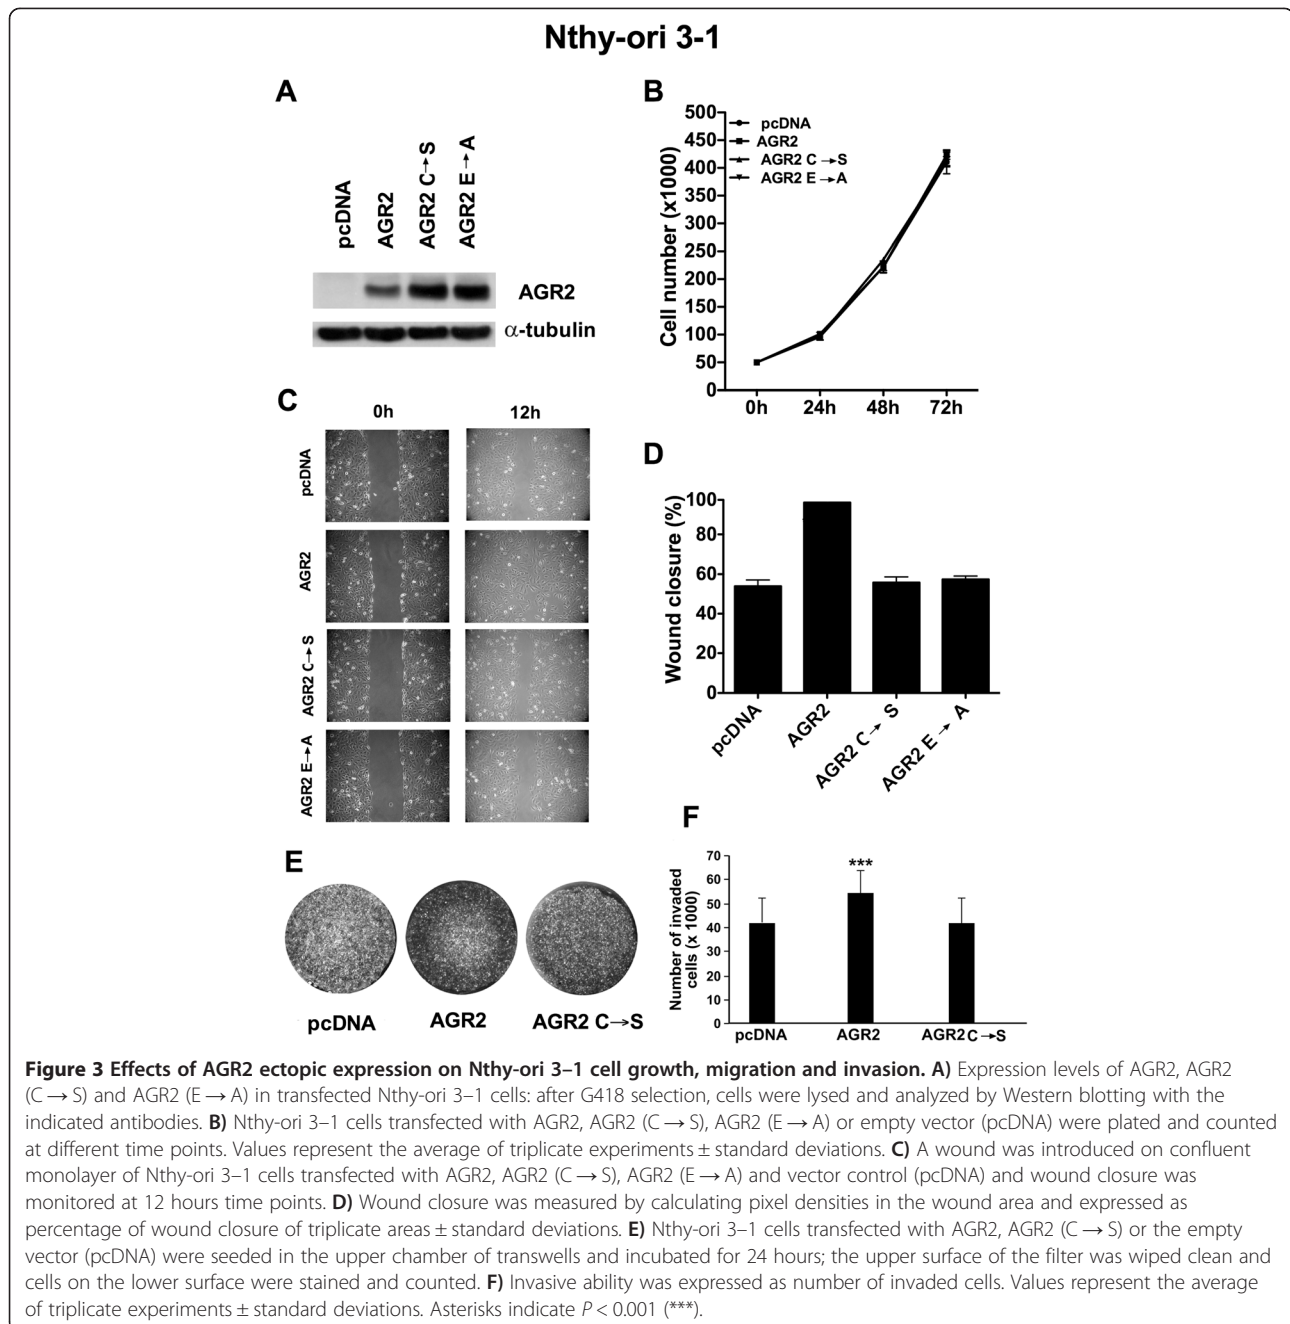 Nthy-ori 3-1
A
pcDNA
AGR2
AGR2 C→S
AGR2 E→A
AGR2
α-tubulin
B
pcDNA
AGR2
AGR2 C→S
AGR2 E→A
Cell number (x1000)
500
450
400
350
300
250
200
150
100
50
0
0h
24h
48h
72h
C
0h
12h
pcDNA
AGR2
AGR2 C→S
AGR2 E→A
D
Wound closure (%)
100
80
60
40
20
0
pcDNA
AGR2
AGR2 C→ S
AGR2 E→ A
E
pcDNA
AGR2
AGR2 C→S
F
Number of invaded
cells (x 1000)
70
60
50
40
30
20
10
0
***
pcDNA
AGR2
AGR2 C→S
Figure 3 Effects of AGR2 ectopic expression on Nthy-ori 3–1 cell growth, migration and invasion. A) Expression levels of AGR2, AGR2
(C → S) and AGR2 (E → A) in transfected Nthy-ori 3–1 cells: after G418 selection, cells were lysed and analyzed by Western blotting with the
indicated antibodies. B) Nthy-ori 3–1 cells transfected with AGR2, AGR2 (C → S), AGR2 (E → A) or empty vector (pcDNA) were plated and counted
at different time points. Values represent the average of triplicate experiments ± standard deviations. C) A wound was introduced on confluent
monolayer of Nthy-ori 3–1 cells transfected with AGR2, AGR2 (C → S), AGR2 (E → A) and vector control (pcDNA) and wound closure was
monitored at 12 hours time points. D) Wound closure was measured by calculating pixel densities in the wound area and expressed as
percentage of wound closure of triplicate areas ± standard deviations. E) Nthy-ori 3–1 cells transfected with AGR2, AGR2 (C → S) or the empty
vector (pcDNA) were seeded in the upper chamber of transwells and incubated for 24 hours; the upper surface of the filter was wiped clean and
cells on the lower surface were stained and counted. F) Invasive ability was expressed as number of invaded cells. Values represent the average
of triplicate experiments ± standard deviations. Asterisks indicate P < 0.001 (***).